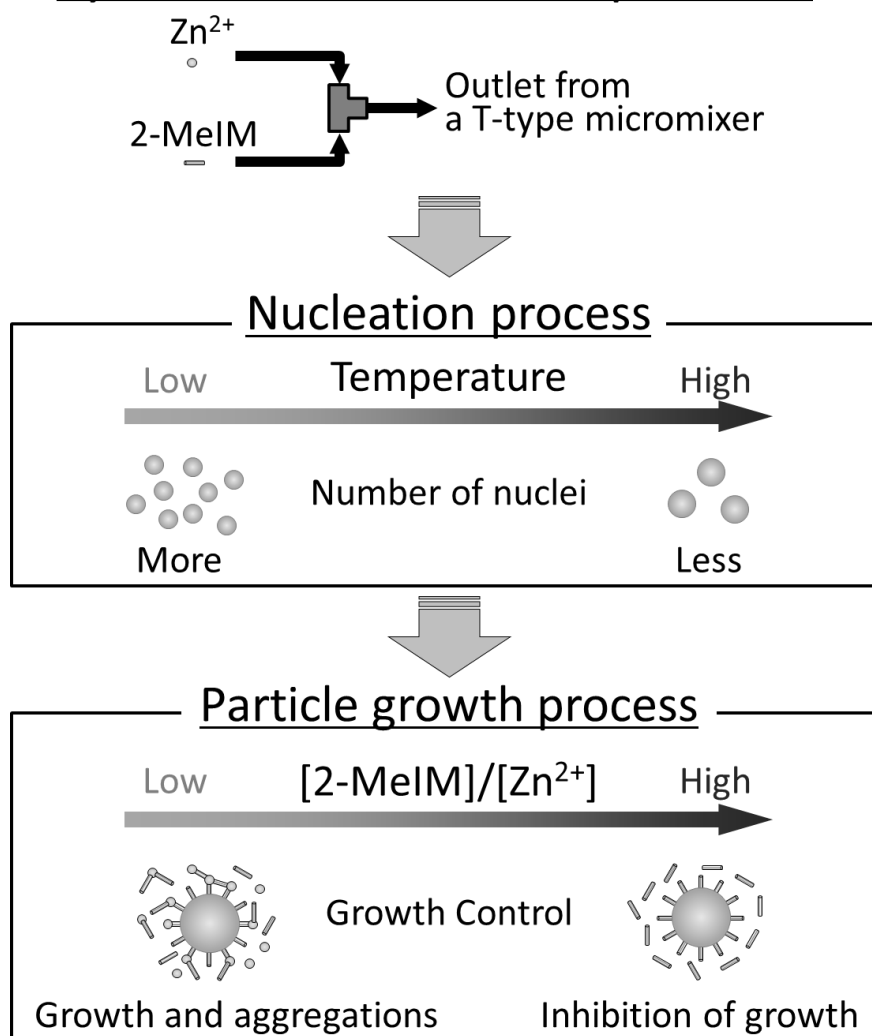 Zn²⁺
2-MeIM
Outlet from
a T-type micromixer
Nucleation process
Low Temperature High
Number of nuclei
More Less
Particle growth process
Low [2-MeIM]/[Zn²⁺] High
Growth Control
Growth and aggregations Inhibition of growth